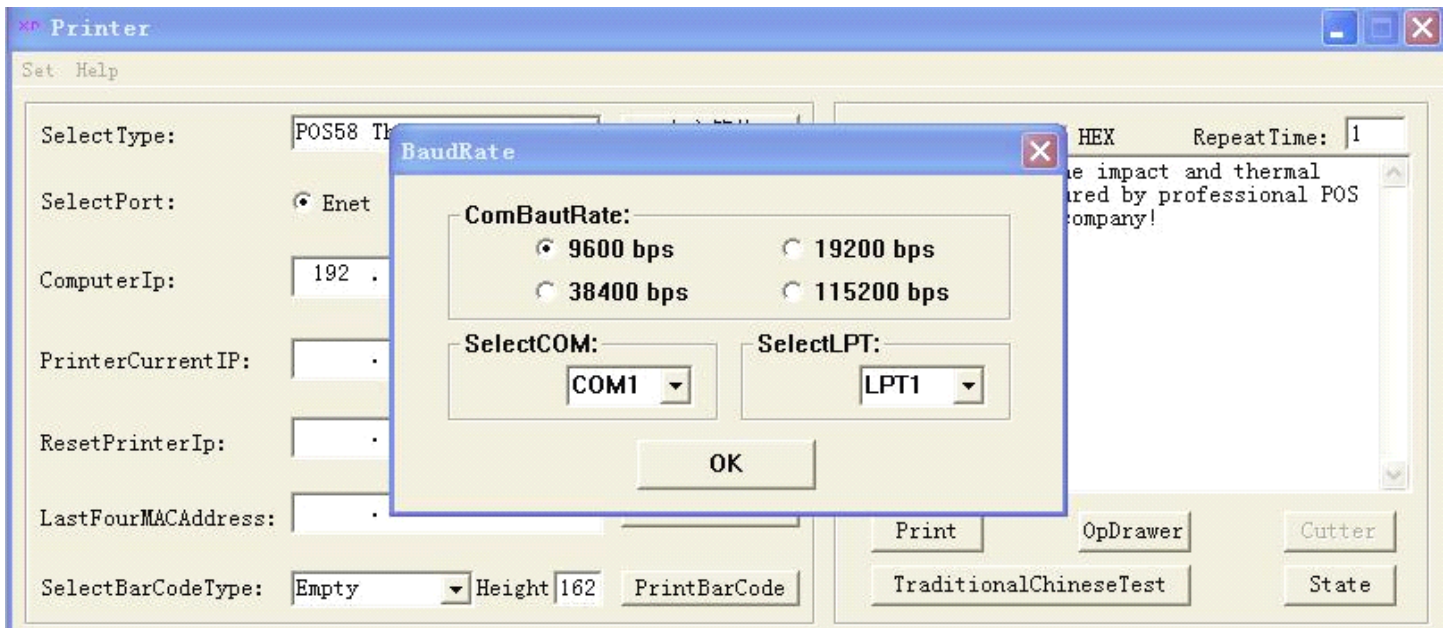 XP Printer
Set Help
SelectType:
POS58 Th
HEX
RepeatTime: 1
SelectPort:
Enet
ComputerIp:
192 .
PrinterCurrentIP:
.
ResetPrinterIp:
.
LastFourMACAddress:
.
SelectBarCodeType:
Empty
Height 162
PrintBarCode
BaudRate
ComBautRate:
9600 bps
19200 bps
38400 bps
115200 bps
SelectCOM:
COM1
SelectLPT:
LPT1
OK
impact and thermal
by professional POS
company!
Print
OpDrawer
Cutter
TraditionalChineseTest
State